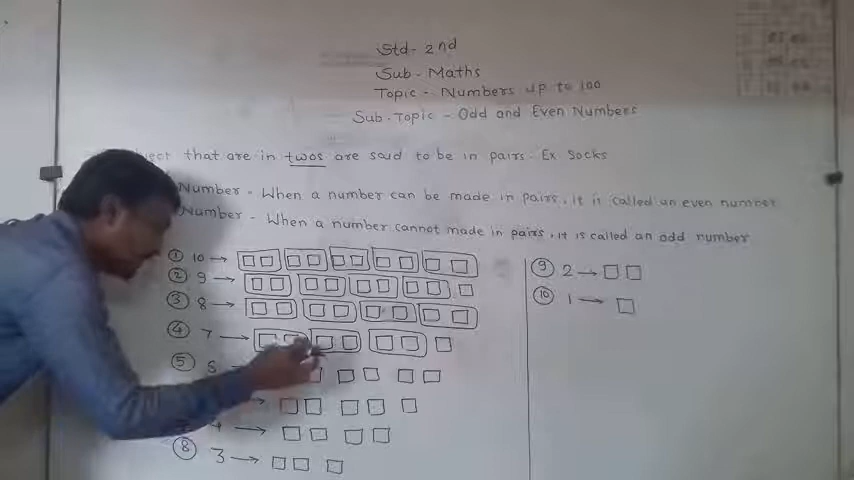 Std - 2nd
Sub - Maths
Topic - Numbers up to 100
Sub-Topic - Odd and Even Numbers
that are in twos are said to be in pairs. Ex Socks
Number - When a number can be made in pairs, it is called an even number
Number - When a number cannot made in pairs, it is called an odd number
① 10 →
② 9 →
③ 8 →
④ 7 →
⑤
→
4 →
⑧ 3 →
⑨ 2 →
⑩ 1 →